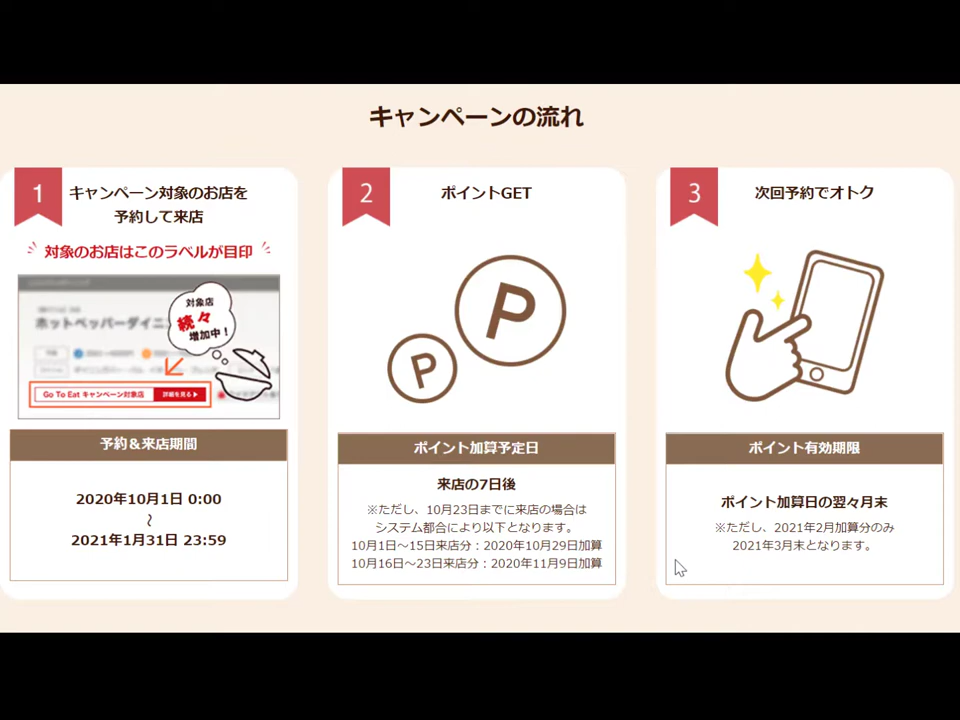 キャンペーンの流れ
1
キャンペーン対象のお店を
予約して来店
対象のお店はこのラベルが目印
対象店
続々
増加中!
ホットペッパーダイニ
Go To Eat キャンペーン対象店
詳細を見る▶
予約&来店期間
2020年10月1日 0:00
~
2021年1月31日 23:59
2
ポイントGET
P
P
ポイント加算予定日
来店の7日後
※ただし、10月23日までに来店の場合は
システム都合により以下となります。
10月1日~15日来店分:2020年10月29日加算
10月16日~23日来店分:2020年11月9日加算
3
次回予約でオトク
ポイント有効期限
ポイント加算日の翌々月末
※ただし、2021年2月加算分のみ
2021年3月末となります。